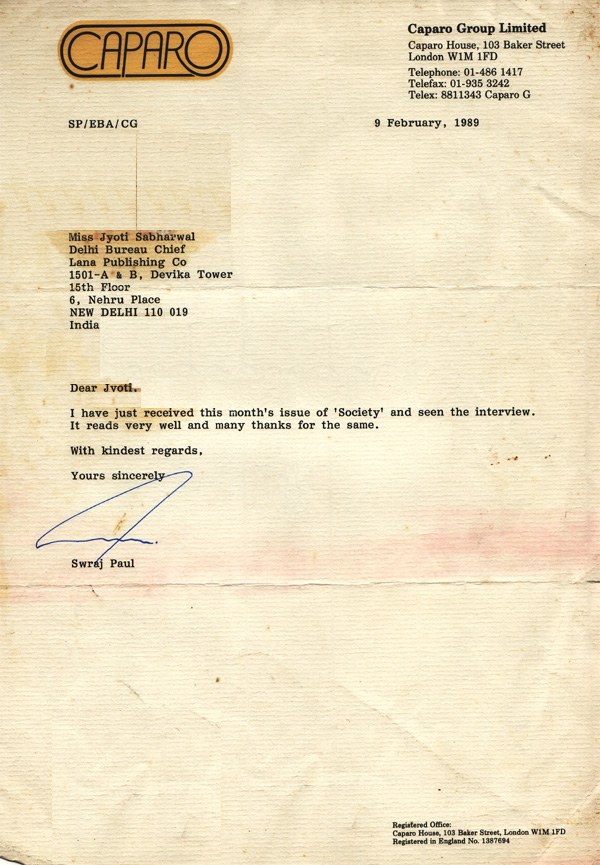 CAPARO
Caparo Group Limited
Caparo House, 103 Baker Street
London W1M 1FD
Telephone: 01-486 1417
Telefax: 01-935 3242
Telex: 8811343 Caparo G
SP/EBA/CG
9 February, 1989
Miss Jyoti Sabharwal
Delhi Bureau Chief
Lana Publishing Co
1501-A & B, Devika Tower
15th Floor
6, Nehru Place
NEW DELHI 110 019
India
Dear Jyoti.
I have just received this month's issue of 'Society' and seen the interview.
It reads very well and many thanks for the same.
With kindest regards,
Yours sincerely
Swraj Paul
Registered Office:
Caparo House, 103 Baker Street, London W1M 1FD
Registered in England No. 1387694